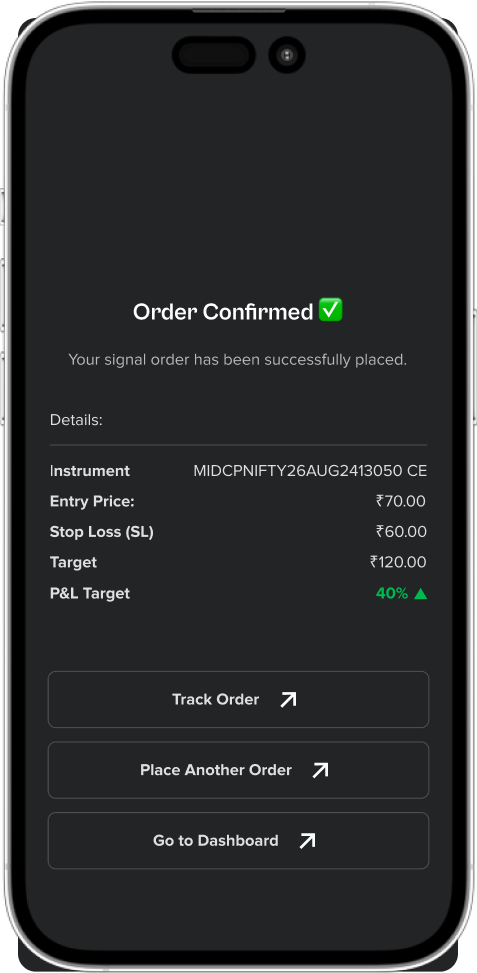 Order Confirmed ✅
Your signal order has been successfully placed.
Details:
Instrument MIDCPNIFTY26AUG2413050 CE
Entry Price: ₹70.00
Stop Loss (SL) ₹60.00
Target ₹120.00
P&L Target 40% ▲
Track Order
Place Another Order
Go to Dashboard